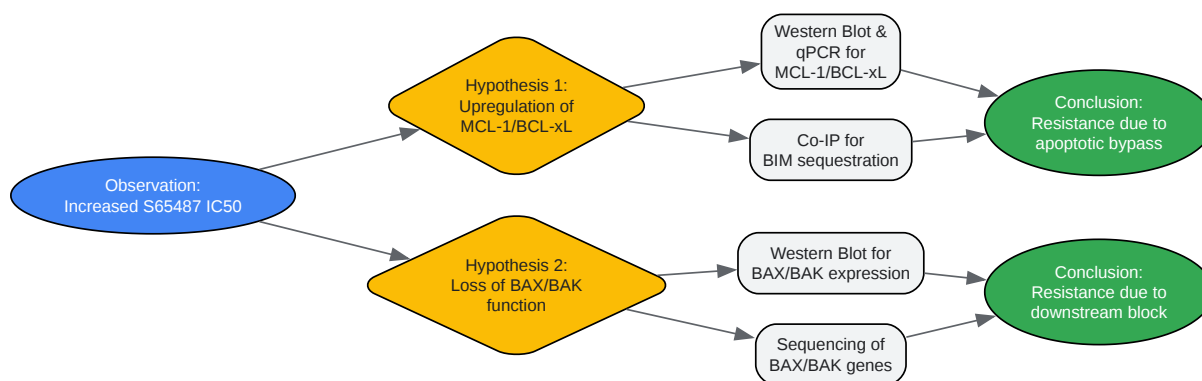 Observation:
Increased S65487 IC50
Hypothesis 1:
Upregulation of
MCL-1/BCL-xL
Western Blot &
qPCR for
MCL-1/BCL-xL
Co-IP for
BIM sequestration
Conclusion:
Resistance due to
apoptotic bypass
Hypothesis 2:
Loss of BAX/BAK
function
Western Blot for
BAX/BAK expression
Sequencing of
BAX/BAK genes
Conclusion:
Resistance due to
downstream block